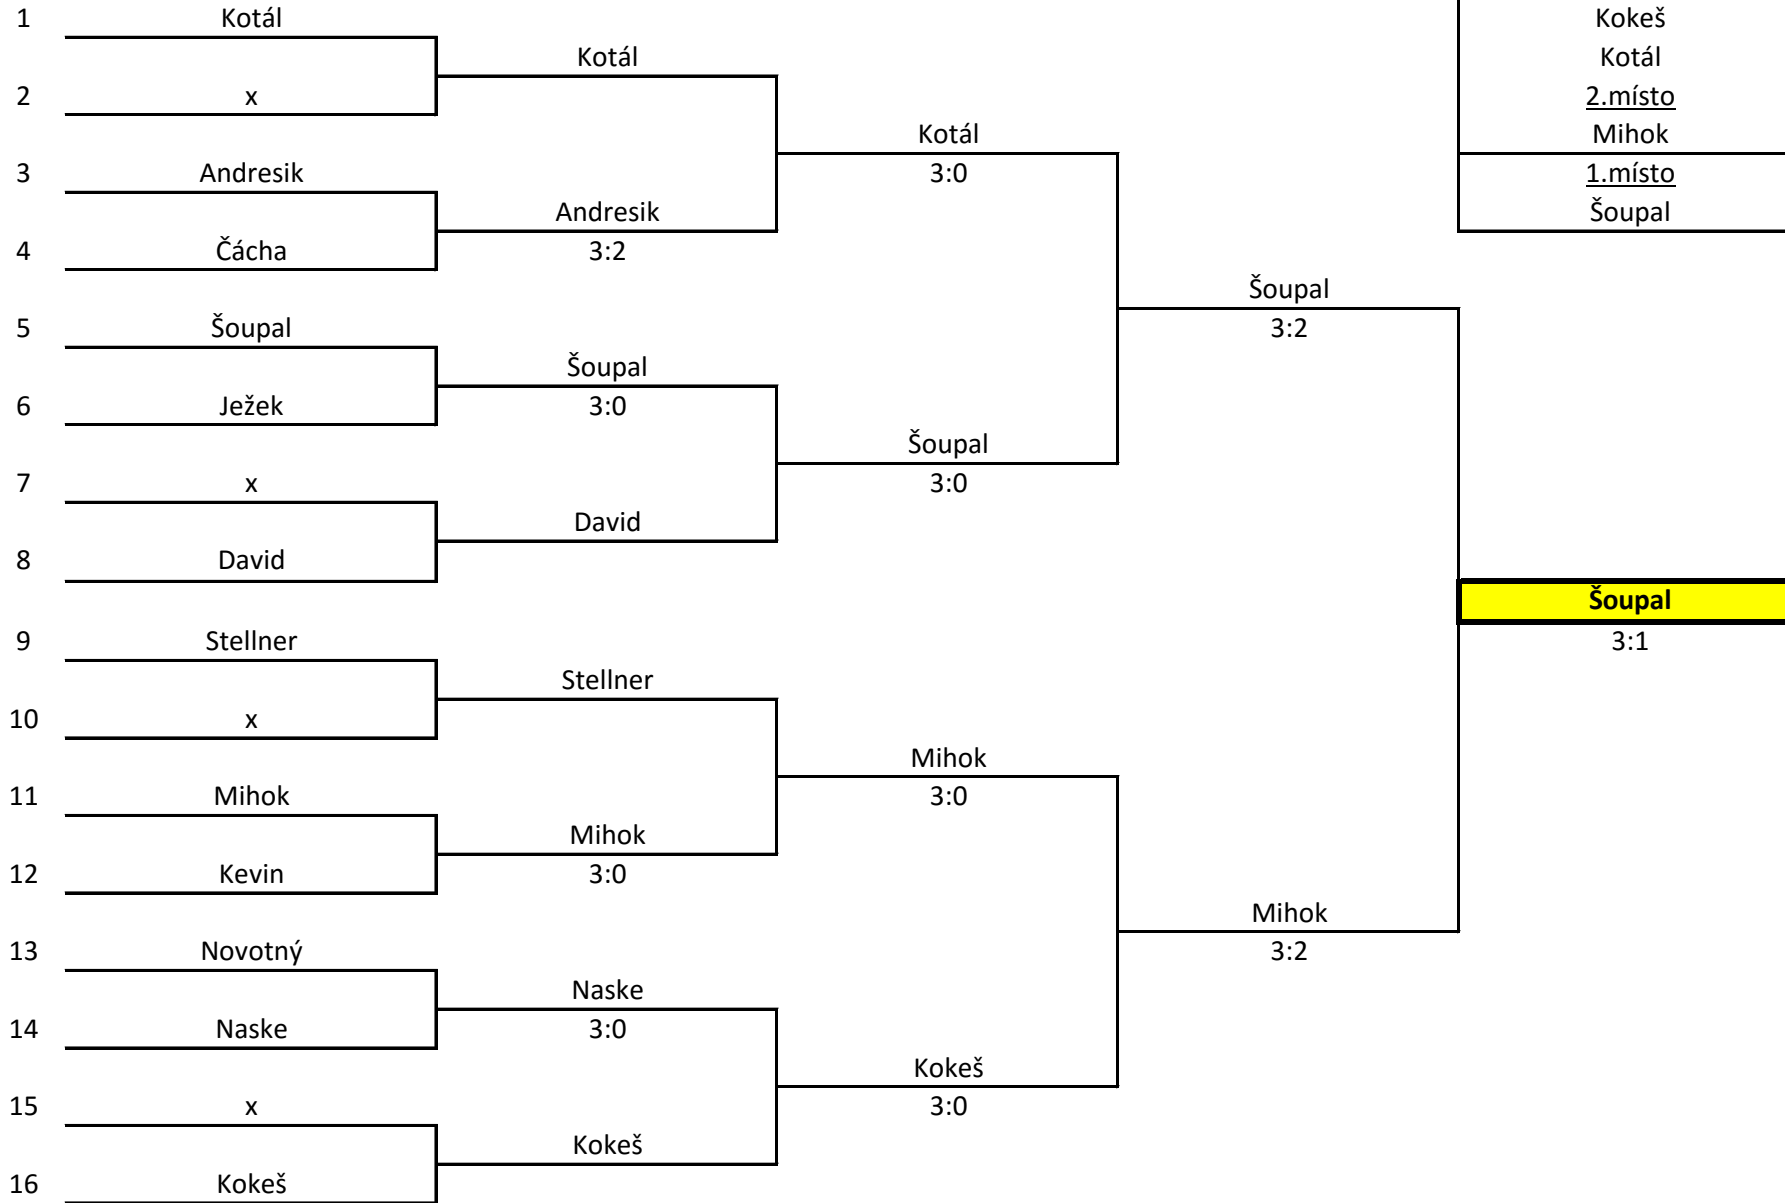 1 Kotál Kokeš
Kotál Kotál
2 x 2.místo
Kotál Mihok
3 Andresik 3:0 1.místo
Andresik Šoupal
4 Čácha 3:2
Šoupal
5 Šoupal 3:2
Šoupal
6 Ježek 3:0
Šoupal
7 x 3:0
David
8 David
Šoupal
9 Stellner 3:1
Stellner
10 x
Mihok
11 Mihok 3:0
Mihok
12 Kevin 3:0
Mihok
13 Novotný 3:2
Naske
14 Naske 3:0
Kokeš
15 x 3:0
Kokeš
16 Kokeš